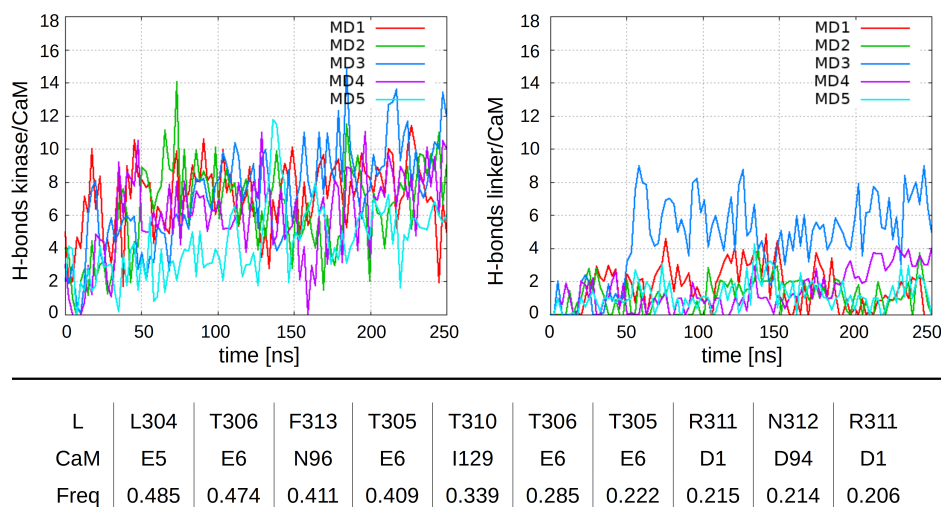 H-bonds kinase/CaM
18
16
14
12
10
8
6
4
2
0
MD1
MD2
MD3
MD4
MD5
0 50 100 150 200 250
time [ns]
H-bonds linker/CaM
18
16
14
12
10
8
6
4
2
0
MD1
MD2
MD3
MD4
MD5
0 50 100 150 200 250
time [ns]
L L304 T306 F313 T305 T310 T306 T305 R311 N312 R311
CaM E5 E6 N96 E6 I129 E6 E6 D1 D94 D1
Freq 0.485 0.474 0.411 0.409 0.339 0.285 0.222 0.215 0.214 0.206